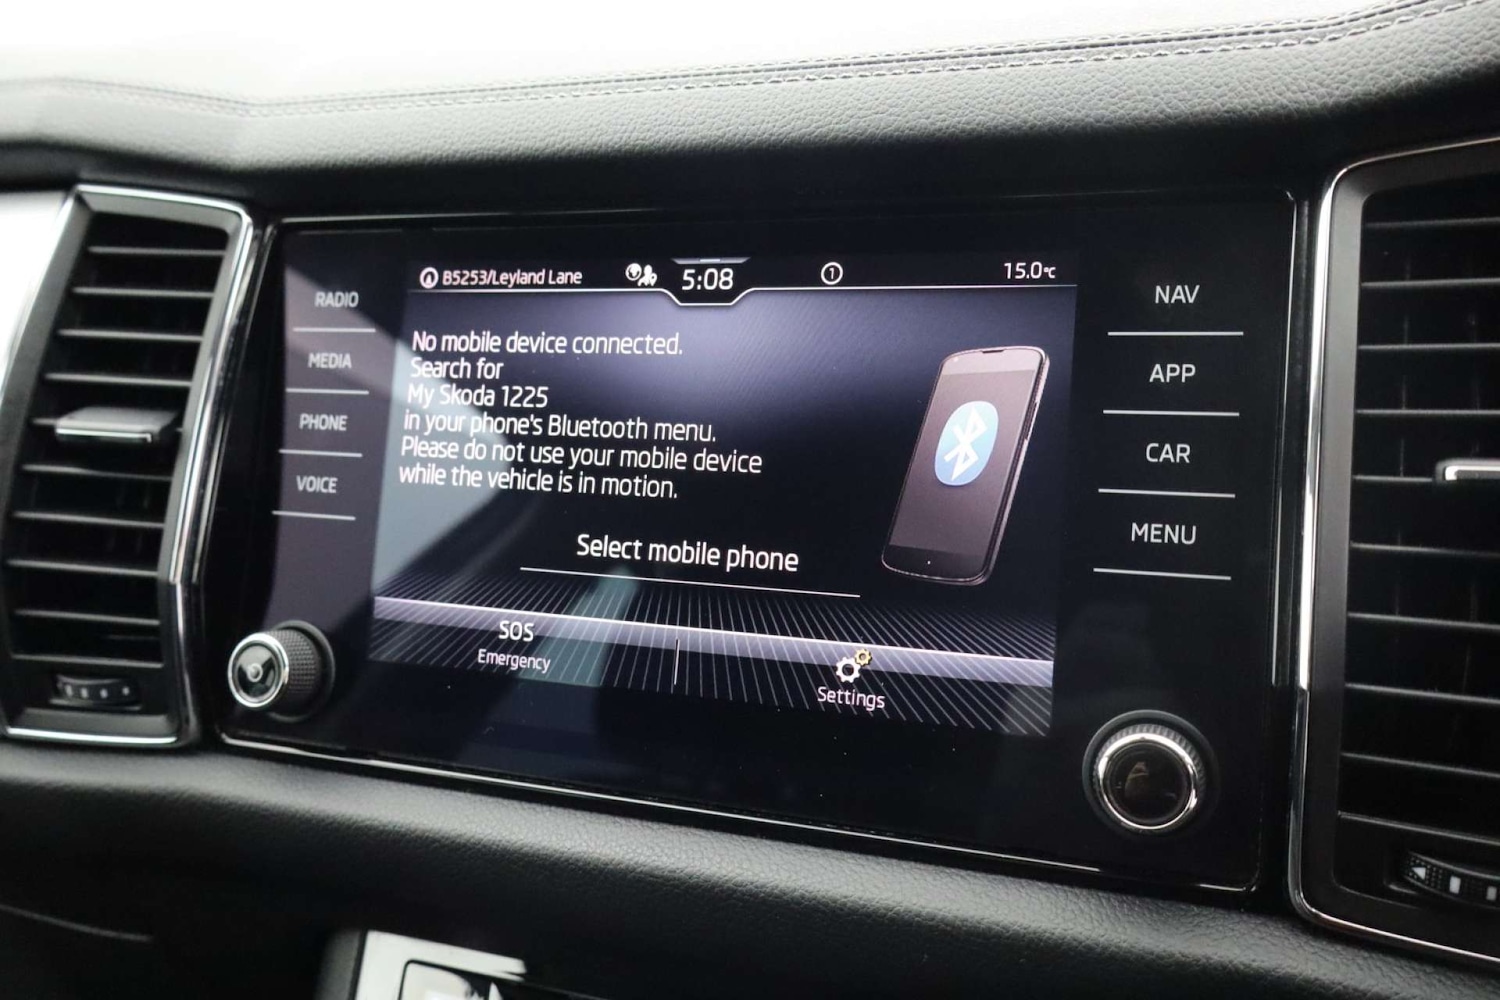 B5253/Leyland Lane
5:08
1
15.0°C
RADIO
MEDIA
PHONE
VOICE
No mobile device connected.
Search for
My Skoda 1225
in your phone's Bluetooth menu.
Please do not use your mobile device
while the vehicle is in motion.
Select mobile phone
SOS
Emergency
Settings
NAV
APP
CAR
MENU